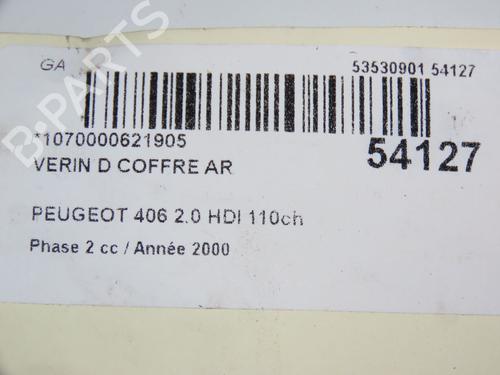 GA 53530901 54127
*1070000621905 54127
VERIN D COFFRE AR
PEUGEOT 406 2.0 HDI 110ch
Phase 2 cc / Année 2000
B-PARTS